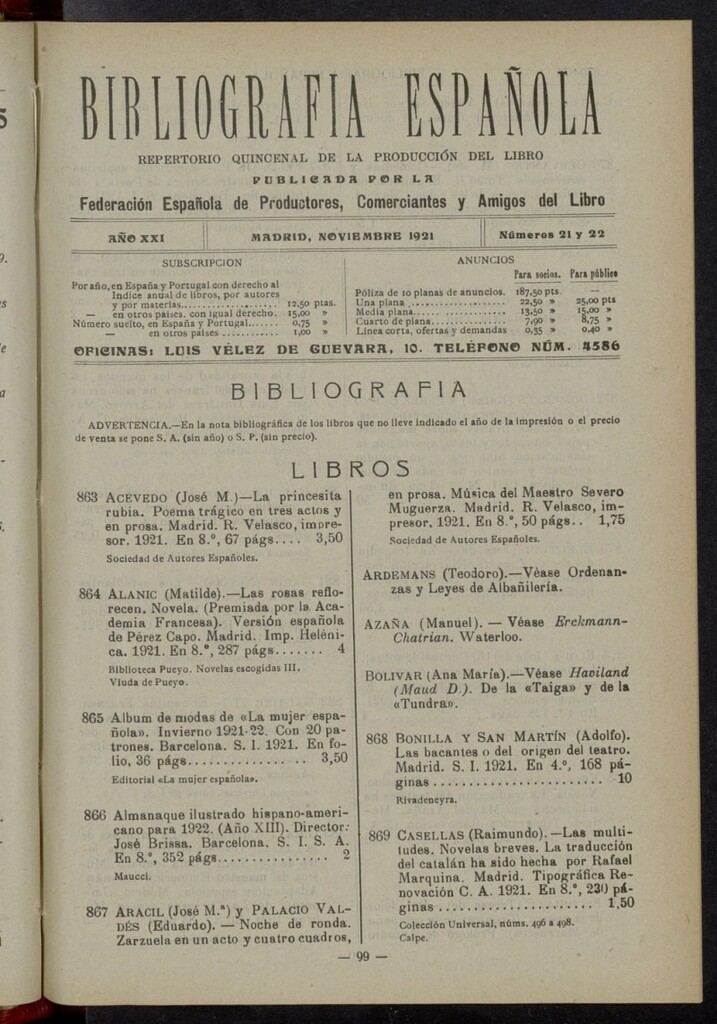 BIBLIOGRAFIA ESPAÑOLA
REPERTORIO QUINCENAL DE LA PRODUCCIÓN DEL LIBRO
PUBLICADA POR LA
Federación Española de Productores, Comerciantes y Amigos del Libro
AÑO XXI
MADRID, NOVIEMBRE 1921
Números 21 y 22
SUBSCRIPCION
Por año, en España y Portugal con derecho al
Indice anual de libros, por autores
y por materias.................... 12,50 ptas.
— en otros países. con igual derecho. 15,00 »
Número suelto, en España y Portugal...... 0,75 »
— en otros países .............. 1,00 »
ANUNCIOS
Para socios. Para público
Póliza de 10 planas de anuncios. 187,50 pts. —
Una plana .................... 22,50 » 25,00 pts
Media plana................... 13,50 » 15,00 »
Cuarto de plana............... 7,90 » 8,75 »
Línea corta, ofertas y demandas 0,35 » 0,40 »
OFICINAS: LUIS VÉLEZ DE GUEVARA, 10. TELÉFONO NÚM. 4586
BIBLIOGRAFIA
ADVERTENCIA.—En la nota bibliográfica de los libros que no lleve indicado el año de la impresión o el precio
de venta se pone S. A. (sin año) o S. P. (sin precio).
LIBROS
863 ACEVEDO (José M.)—La princesita
rubia. Poema trágico en tres actos y
en prosa. Madrid. R. Velasco, impre-
sor. 1921. En 8.º, 67 págs.... 3,50
Sociedad de Autores Españoles.
864 ALANIC (Matilde).—Las rosas reflo-
recen. Novela. (Premiada por la Aca-
demia Francesa). Versión española
de Pérez Capo. Madrid. Imp. Heléni-
ca. 1921. En 8.º, 287 págs....... 4
Biblioteca Pueyo. Novelas escogidas III.
Viuda de Pueyo.
865 Album de modas de «La mujer espa-
ñola». Invierno 1921-22. Con 20 pa-
trones. Barcelona. S. I. 1921. En fo-
lio, 36 págs............... 3,50
Editorial «La mujer española».
866 Almanaque ilustrado hispano-ameri-
cano para 1922. (Año XIII). Director:
José Brissa. Barcelona. S. I. S. A.
En 8.º, 352 págs................ 2
Maucci.
867 ARACIL (José M.ª) y PALACIO VAL-
DÉS (Eduardo). — Noche de ronda.
Zarzuela en un acto y cuatro cuadros,
en prosa. Música del Maestro Severo
Muguerza. Madrid. R. Velasco, im-
presor. 1921. En 8.º, 50 págs.. 1,75
Sociedad de Autores Españoles.
ARDEMANS (Teodoro).—Véase Ordenan-
zas y Leyes de Albañilería.
AZAÑA (Manuel). — Véase Erckmann-
Chatrian. Waterloo.
BOLIVAR (Ana María).—Véase Haviland
(Maud D.). De la «Taiga» y de la
«Tundra».
868 BONILLA Y SAN MARTÍN (Adolfo).
Las bacantes o del origen del teatro.
Madrid. S. I. 1921. En 4.º, 168 pá-
ginas ........................ 10
Rivadeneyra.
869 CASELLAS (Raimundo).—Las multi-
tudes. Novelas breves. La traducción
del catalán ha sido hecha por Rafael
Marquina. Madrid. Tipográfica Re-
novación C. A. 1921. En 8.º, 230 pá-
ginas ...................... 1,50
Colección Universal, núms. 496 a 498.
Calpe.
— 99 —